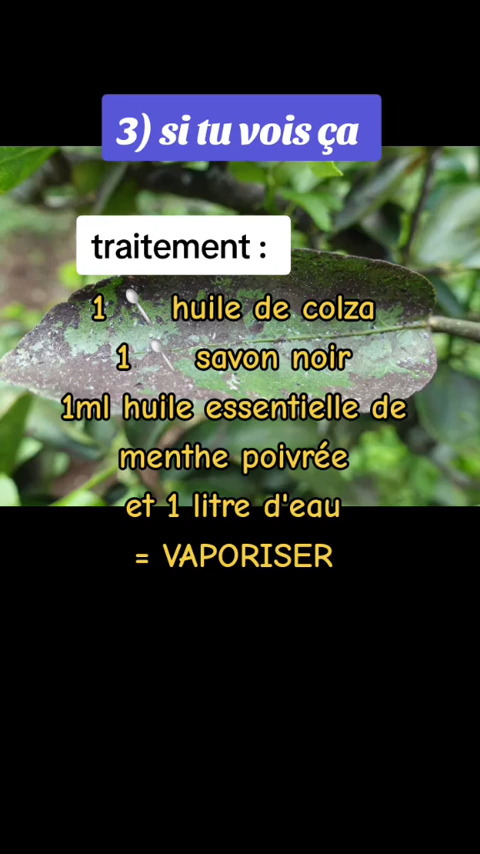 3) si tu vois ça
traitement :
1 🥄 huile de colza
1 🥄 savon noir
1ml huile essentielle de
menthe poivrée
et 1 litre d'eau
= VAPORISER